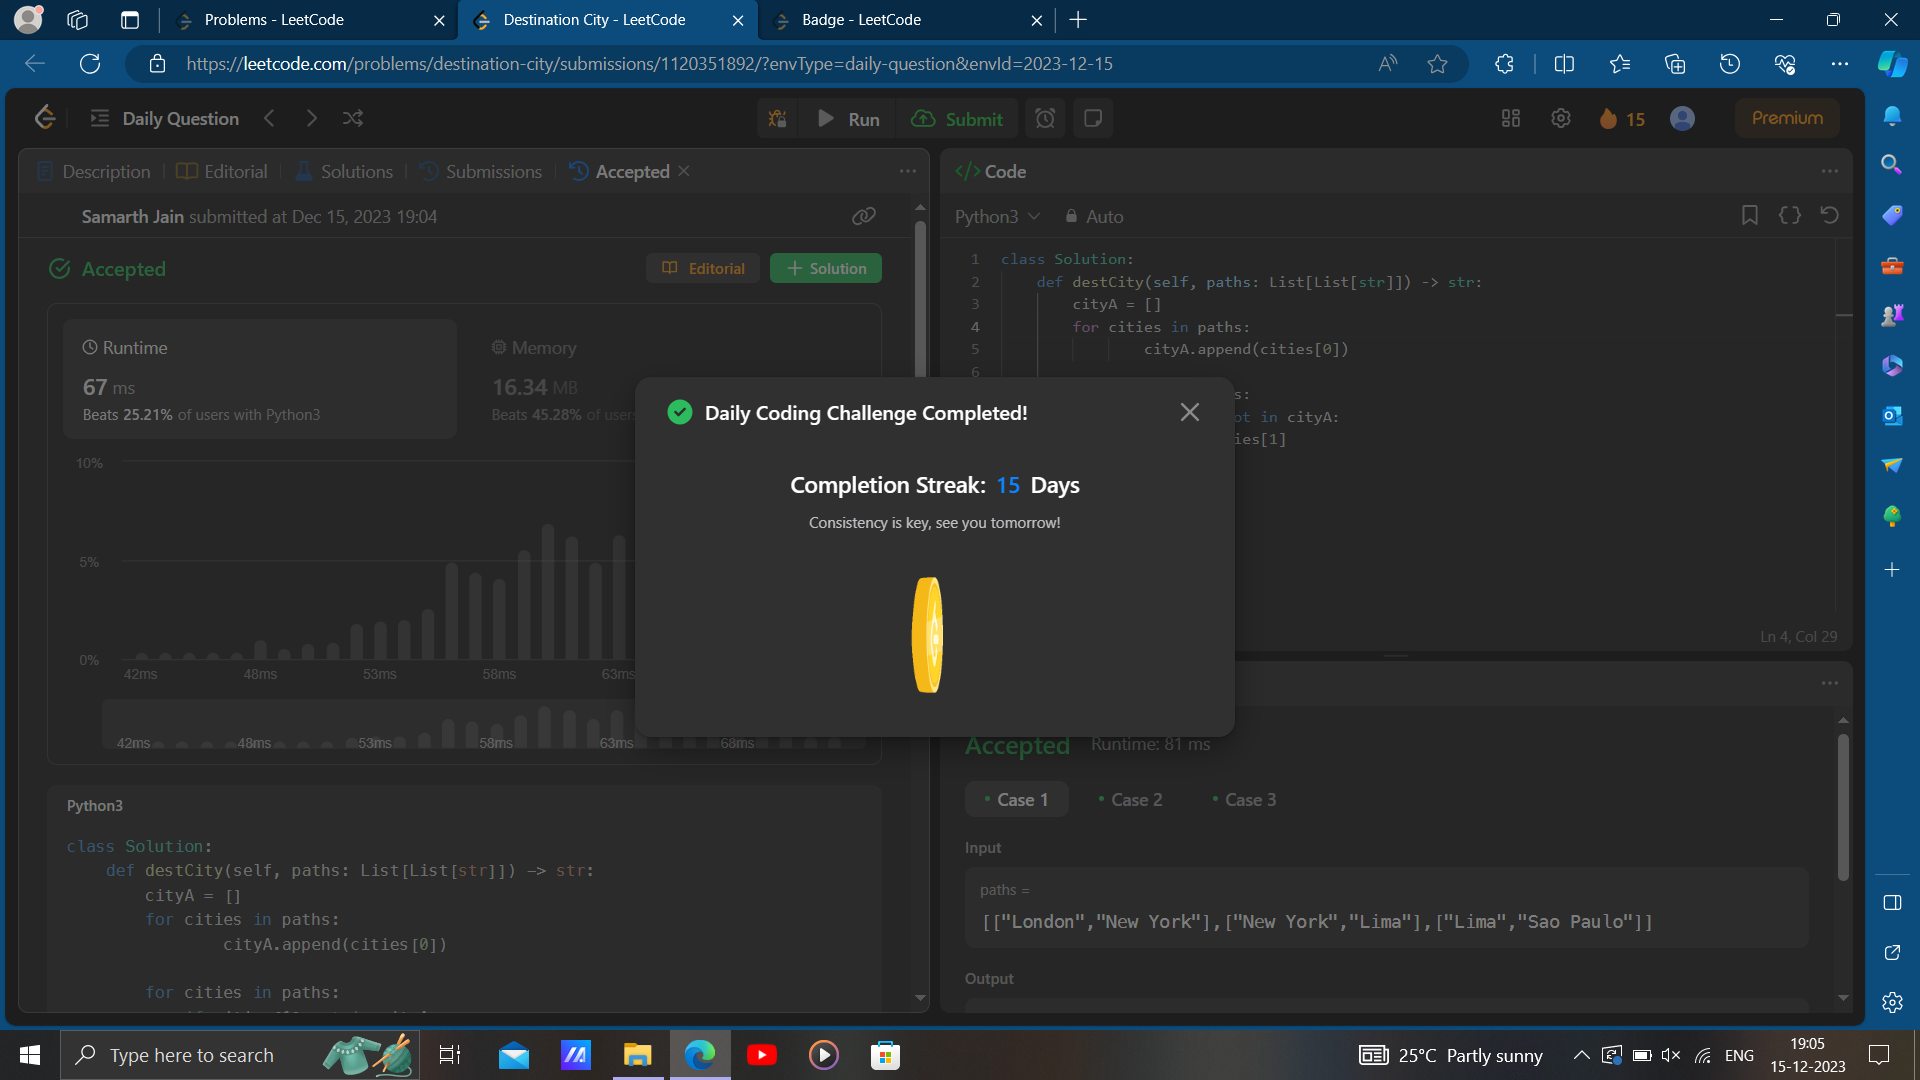 Problems - LeetCode
Destination City - LeetCode
Badge - LeetCode
https://leetcode.com/problems/destination-city/submissions/1120351892/?envType=daily-question&envId=2023-12-15
Daily Question
Run
Submit
15
Premium
Description
Editorial
Solutions
Submissions
Accepted
Samarth Jain submitted at Dec 15, 2023 19:04
Accepted
Editorial
Solution
Runtime
67 ms
Beats 25.21% of users with Python3
Memory
16.34 MB
Beats 45.28% of users
10%
5%
0%
42ms 48ms 53ms 58ms 63ms
42ms 48ms 53ms 58ms 63ms 68ms
Python3
class Solution:
def destCity(self, paths: List[List[str]]) -> str:
cityA = []
for cities in paths:
cityA.append(cities[0])
for cities in paths:
Code
Python3
Auto
1 class Solution:
2 def destCity(self, paths: List[List[str]]) -> str:
3 cityA = []
4 for cities in paths:
5 cityA.append(cities[0])
6
s:
ot in cityA:
ies[1]
Ln 4, Col 29
Daily Coding Challenge Completed!
Completion Streak: 15 Days
Consistency is key, see you tomorrow!
Accepted
Runtime: 81 ms
Case 1
Case 2
Case 3
Input
paths =
[["London","New York"],["New York","Lima"],["Lima","Sao Paulo"]]
Output
Type here to search
25°C Partly sunny
ENG
19:05
15-12-2023